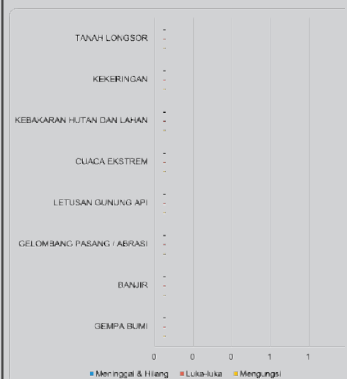 TANAH LONGSOR
-
-
-
KEKERINGAN
-
-
-
KEBAKARAN HUTAN DAN LAHAN
-
-
-
CUACA EKSTREM
-
-
-
LETUSAN GUNUNG API
-
-
-
GELOMBANG PASANG / ABRASI
-
-
-
BANJIR
-
-
-
GEMPA BUMI
-
-
-
0 0 0 1 1
Meninggal & Hilang Luka-luka Mengungsi